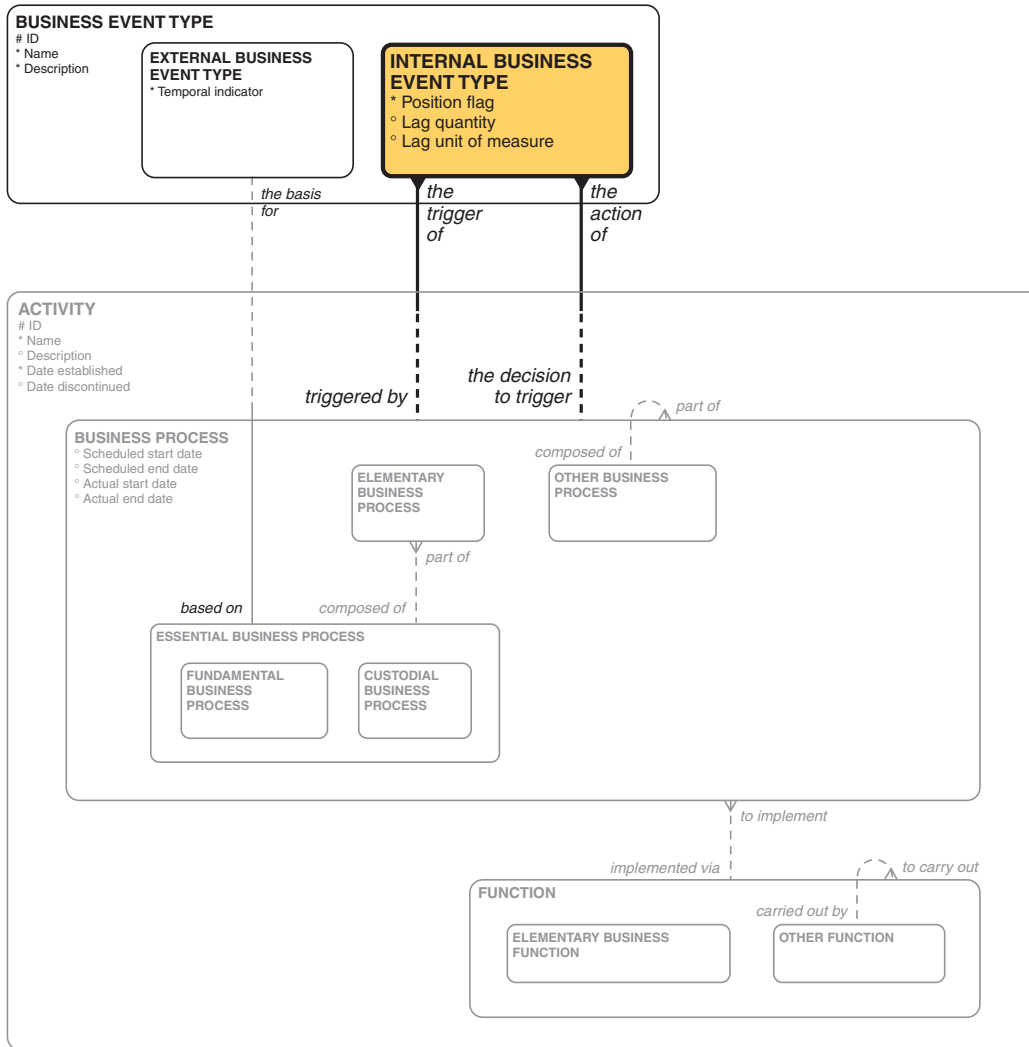 BUSINESS EVENT TYPE
# ID
* Name
* Description
EXTERNAL BUSINESS
EVENT TYPE
* Temporal indicator
INTERNAL BUSINESS
EVENT TYPE
* Position flag
° Lag quantity
° Lag unit of measure
the basis
for
the
trigger
of
the
action
of
ACTIVITY
# ID
* Name
° Description
* Date established
° Date discontinued
triggered by
the decision
to trigger
part of
BUSINESS PROCESS
° Scheduled start date
° Scheduled end date
° Actual start date
° Actual end date
composed of
ELEMENTARY
BUSINESS
PROCESS
OTHER BUSINESS
PROCESS
part of
based on
composed of
ESSENTIAL BUSINESS PROCESS
FUNDAMENTAL
BUSINESS
PROCESS
CUSTODIAL
BUSINESS
PROCESS
to implement
implemented via
to carry out
FUNCTION
carried out by
ELEMENTARY BUSINESS
FUNCTION
OTHER FUNCTION